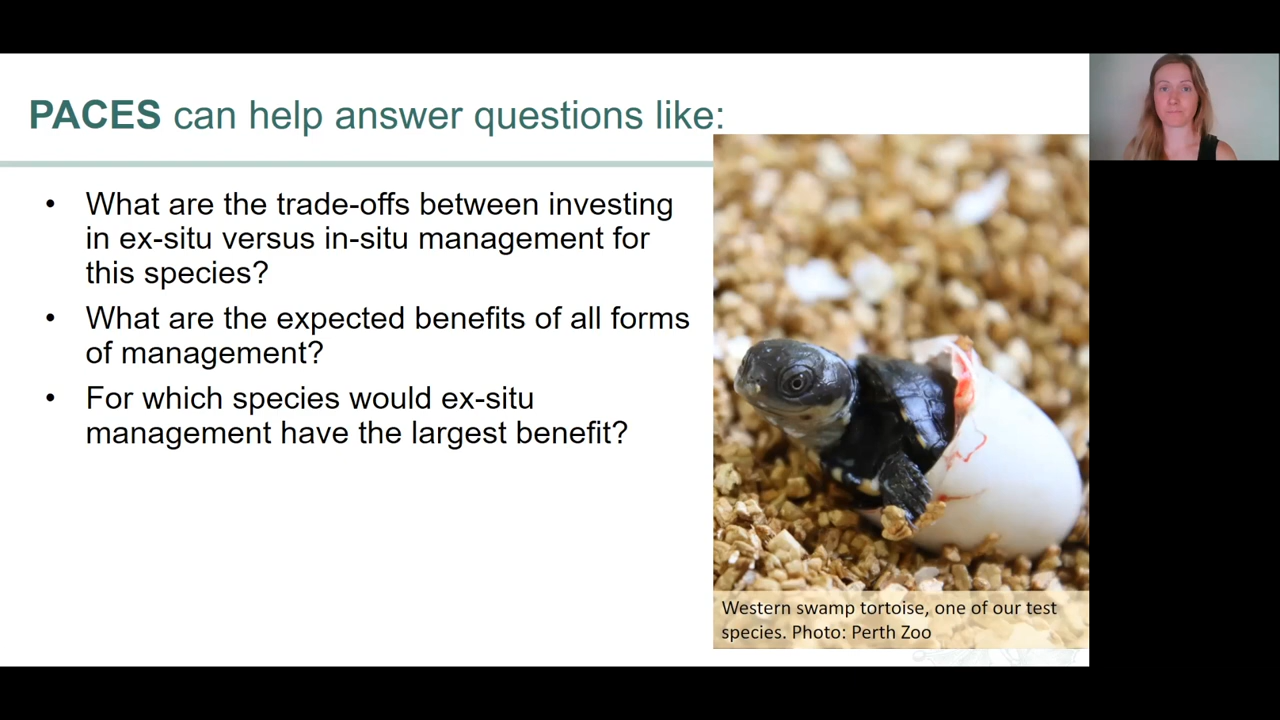 PACES can help answer questions like:
• What are the trade-offs between investing
in ex-situ versus in-situ management for
this species?
• What are the expected benefits of all forms
of management?
• For which species would ex-situ
management have the largest benefit?
Western swamp tortoise, one of our test
species. Photo: Perth Zoo